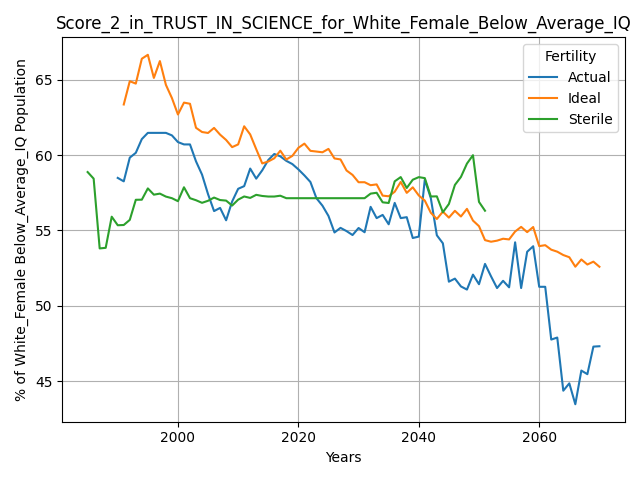 Score_2_in_TRUST_IN_SCIENCE_for_White_Female_Below_Average_IQ
% of White_Female Below_Average_IQ Population
65
60
55
50
45
Fertility
Actual
Ideal
Sterile
2000
2020
2040
2060
Years